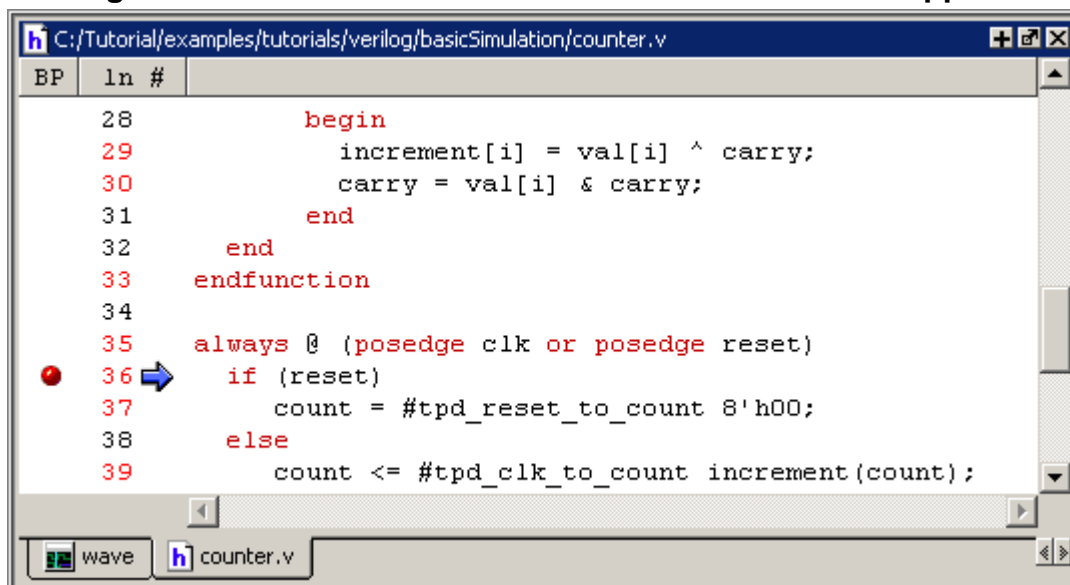 C:/Tutorial/examples/tutorials/verilog/basicSimulation/counter.v
BP ln #
28 begin
29 increment[i] = val[i] ^ carry;
30 carry = val[i] & carry;
31 end
32 end
33 endfunction
34
35 always @ (posedge clk or posedge reset)
36 if (reset)
37 count = #tpd_reset_to_count 8'h00;
38 else
39 count <= #tpd_clk_to_count increment(count);
wave h counter.v